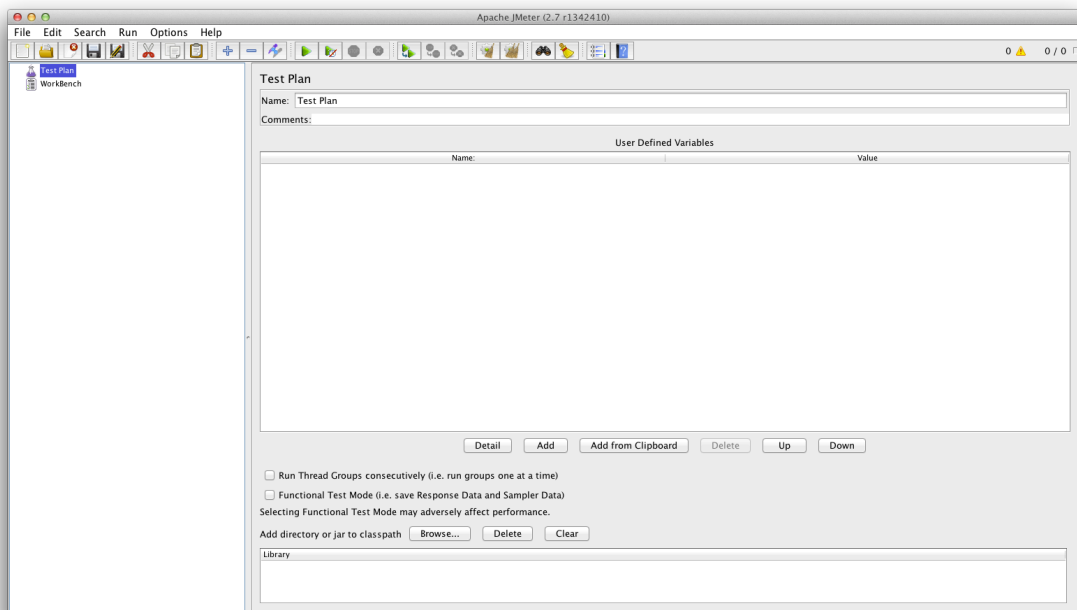 Apache JMeter (2.7 r1342410)
File Edit Search Run Options Help
0 0 / 0
Test Plan
WorkBench
Test Plan
Name: Test Plan
Comments:
User Defined Variables
Name: Value
Detail Add Add from Clipboard Delete Up Down
Run Thread Groups consecutively (i.e. run groups one at a time)
Functional Test Mode (i.e. save Response Data and Sampler Data)
Selecting Functional Test Mode may adversely affect performance.
Add directory or jar to classpath Browse... Delete Clear
Library